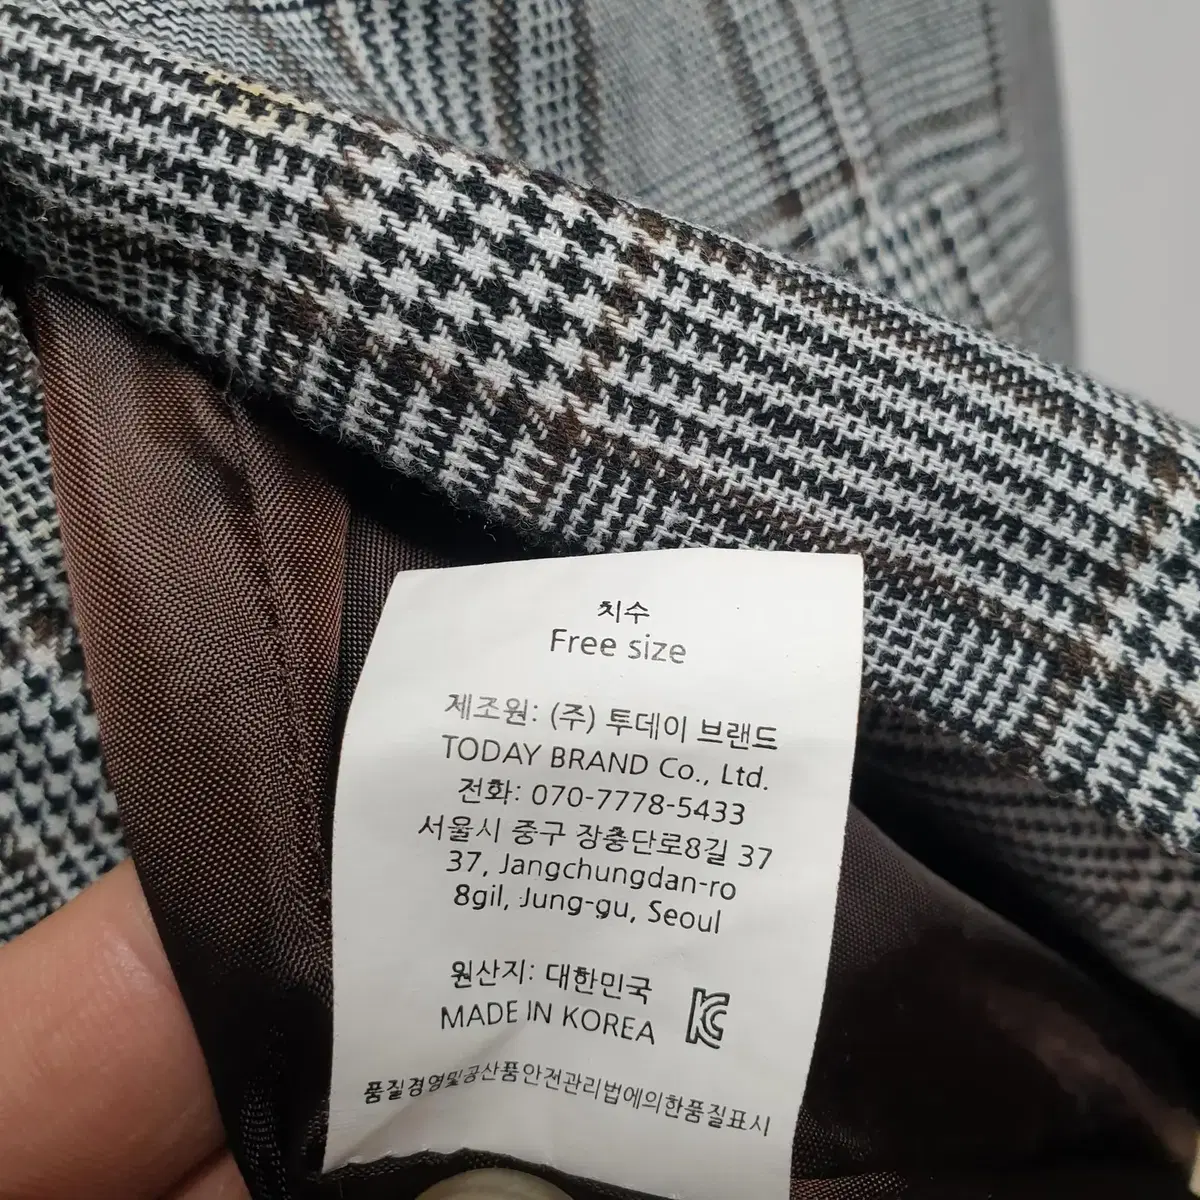 치수
Free size
제조원: (주) 투데이 브랜드
TODAY BRAND Co., Ltd.
전화: 070-7778-5433
서울시 중구 장충단로8길 37
37, Jangchungdan-ro
8gil, Jung-gu, Seoul
원산지: 대한민국
MADE IN KOREA
KC
품질경영및공산품안전관리법에의한품질표시